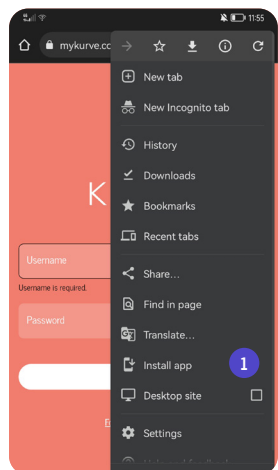 11:55
mykurve.co
New tab
New Incognito tab
History
Downloads
Bookmarks
Recent tabs
Share...
Find in page
Translate...
Install app
1
Desktop site
Settings
K
Username
Username is required.
Password